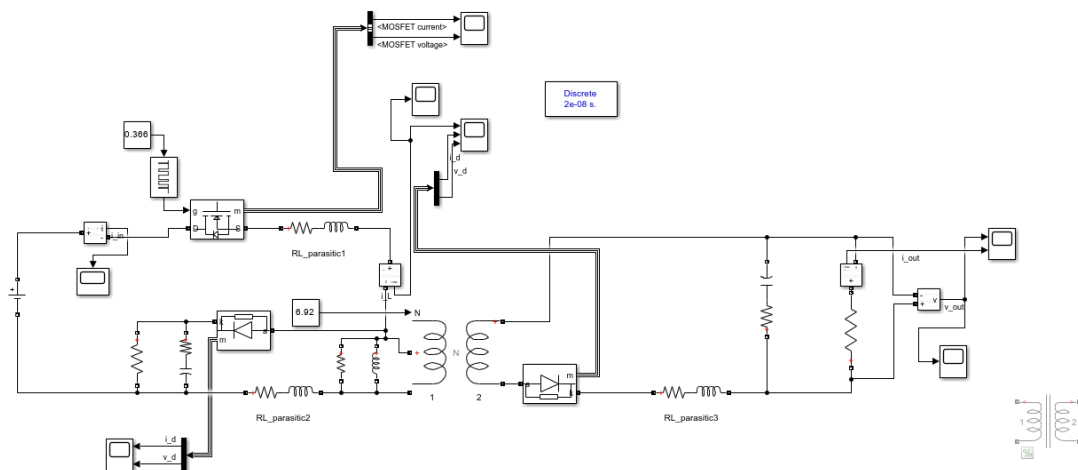 <MOSFET current>
<MOSFET voltage>
Discrete
2e-08 s.
0.366
i_d
v_d
g
m
D
S
+
i
-
i_in
RL_parasitic1
+
i
-
i_L
i_out
+
i
-
-
+
v
v_out
+
6.92
N
N
k
m
a
+
1
2
a
m
k
RL_parasitic2
RL_parasitic3
1
2
%
i_d
v_d